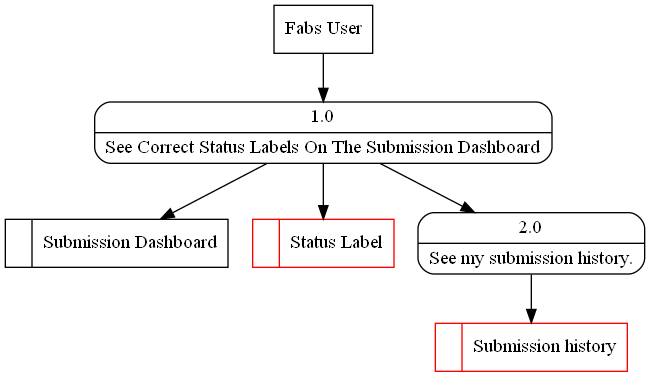 Fabs User
1.0
See Correct Status Labels On The Submission Dashboard
Submission Dashboard
Status Label
2.0
See my submission history.
Submission history